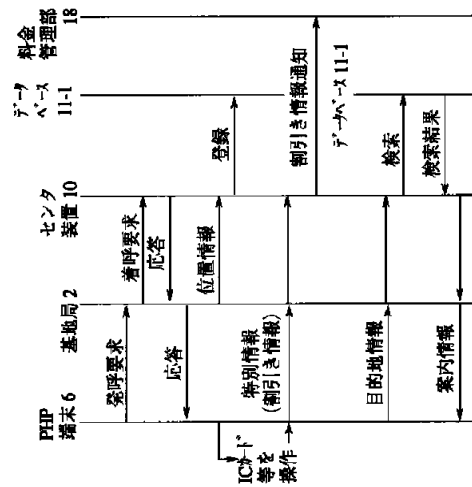 PHP
端末 6
基地局 2
センタ
装置 10
データ
ベース
11-1
料金
管理部
18
発呼要求
着呼要求
応答
応答
ICカード
等を
操作
位置情報
登録
特別情報
(割引き情報)
割引き情報通知
データベース 11-1
目的地情報
検索
検索結果
案内情報